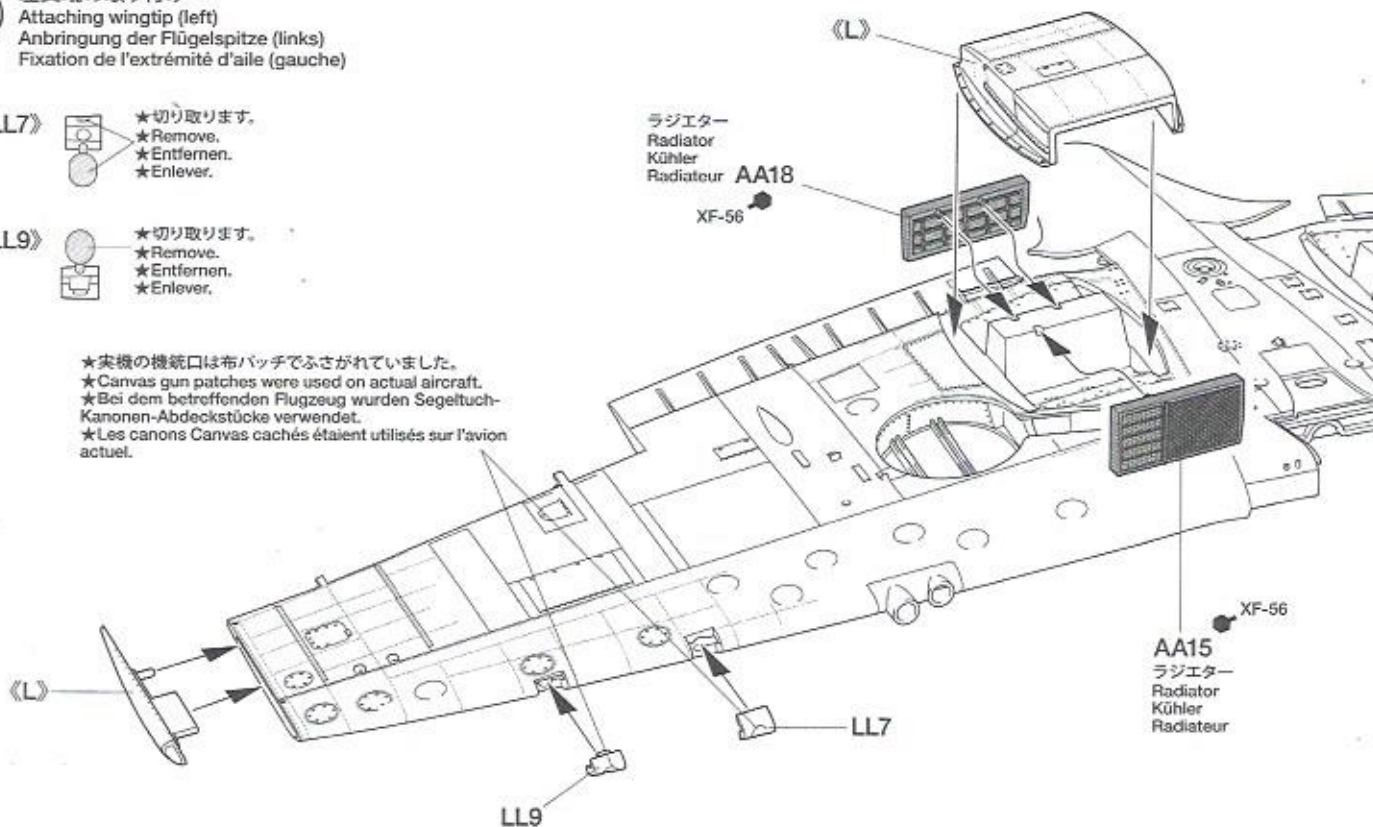 Attaching wingtip (left)
Anbringung der Flügelspitze (links)
Fixation de l'extrémité d'aile (gauche)
LL7》
★切り取ります。
★Remove.
★Entfernen.
★Enlever.
LL9》
★切り取ります。
★Remove.
★Entfernen.
★Enlever.
★実機の機銃口は布パッチでふさがれていました。
★Canvas gun patches were used on actual aircraft.
★Bei dem betreffenden Flugzeug wurden Segeltuch-
Kanonen-Abdeckstücke verwendet.
★Les canons Canvas cachés étaient utilisés sur l'avion
actuel.
《L》
ラジエター
Radiator
Kühler
Radiateur AA18
XF-56
XF-56
AA15
ラジエター
Radiator
Kühler
Radiateur
《L》
LL7
LL9